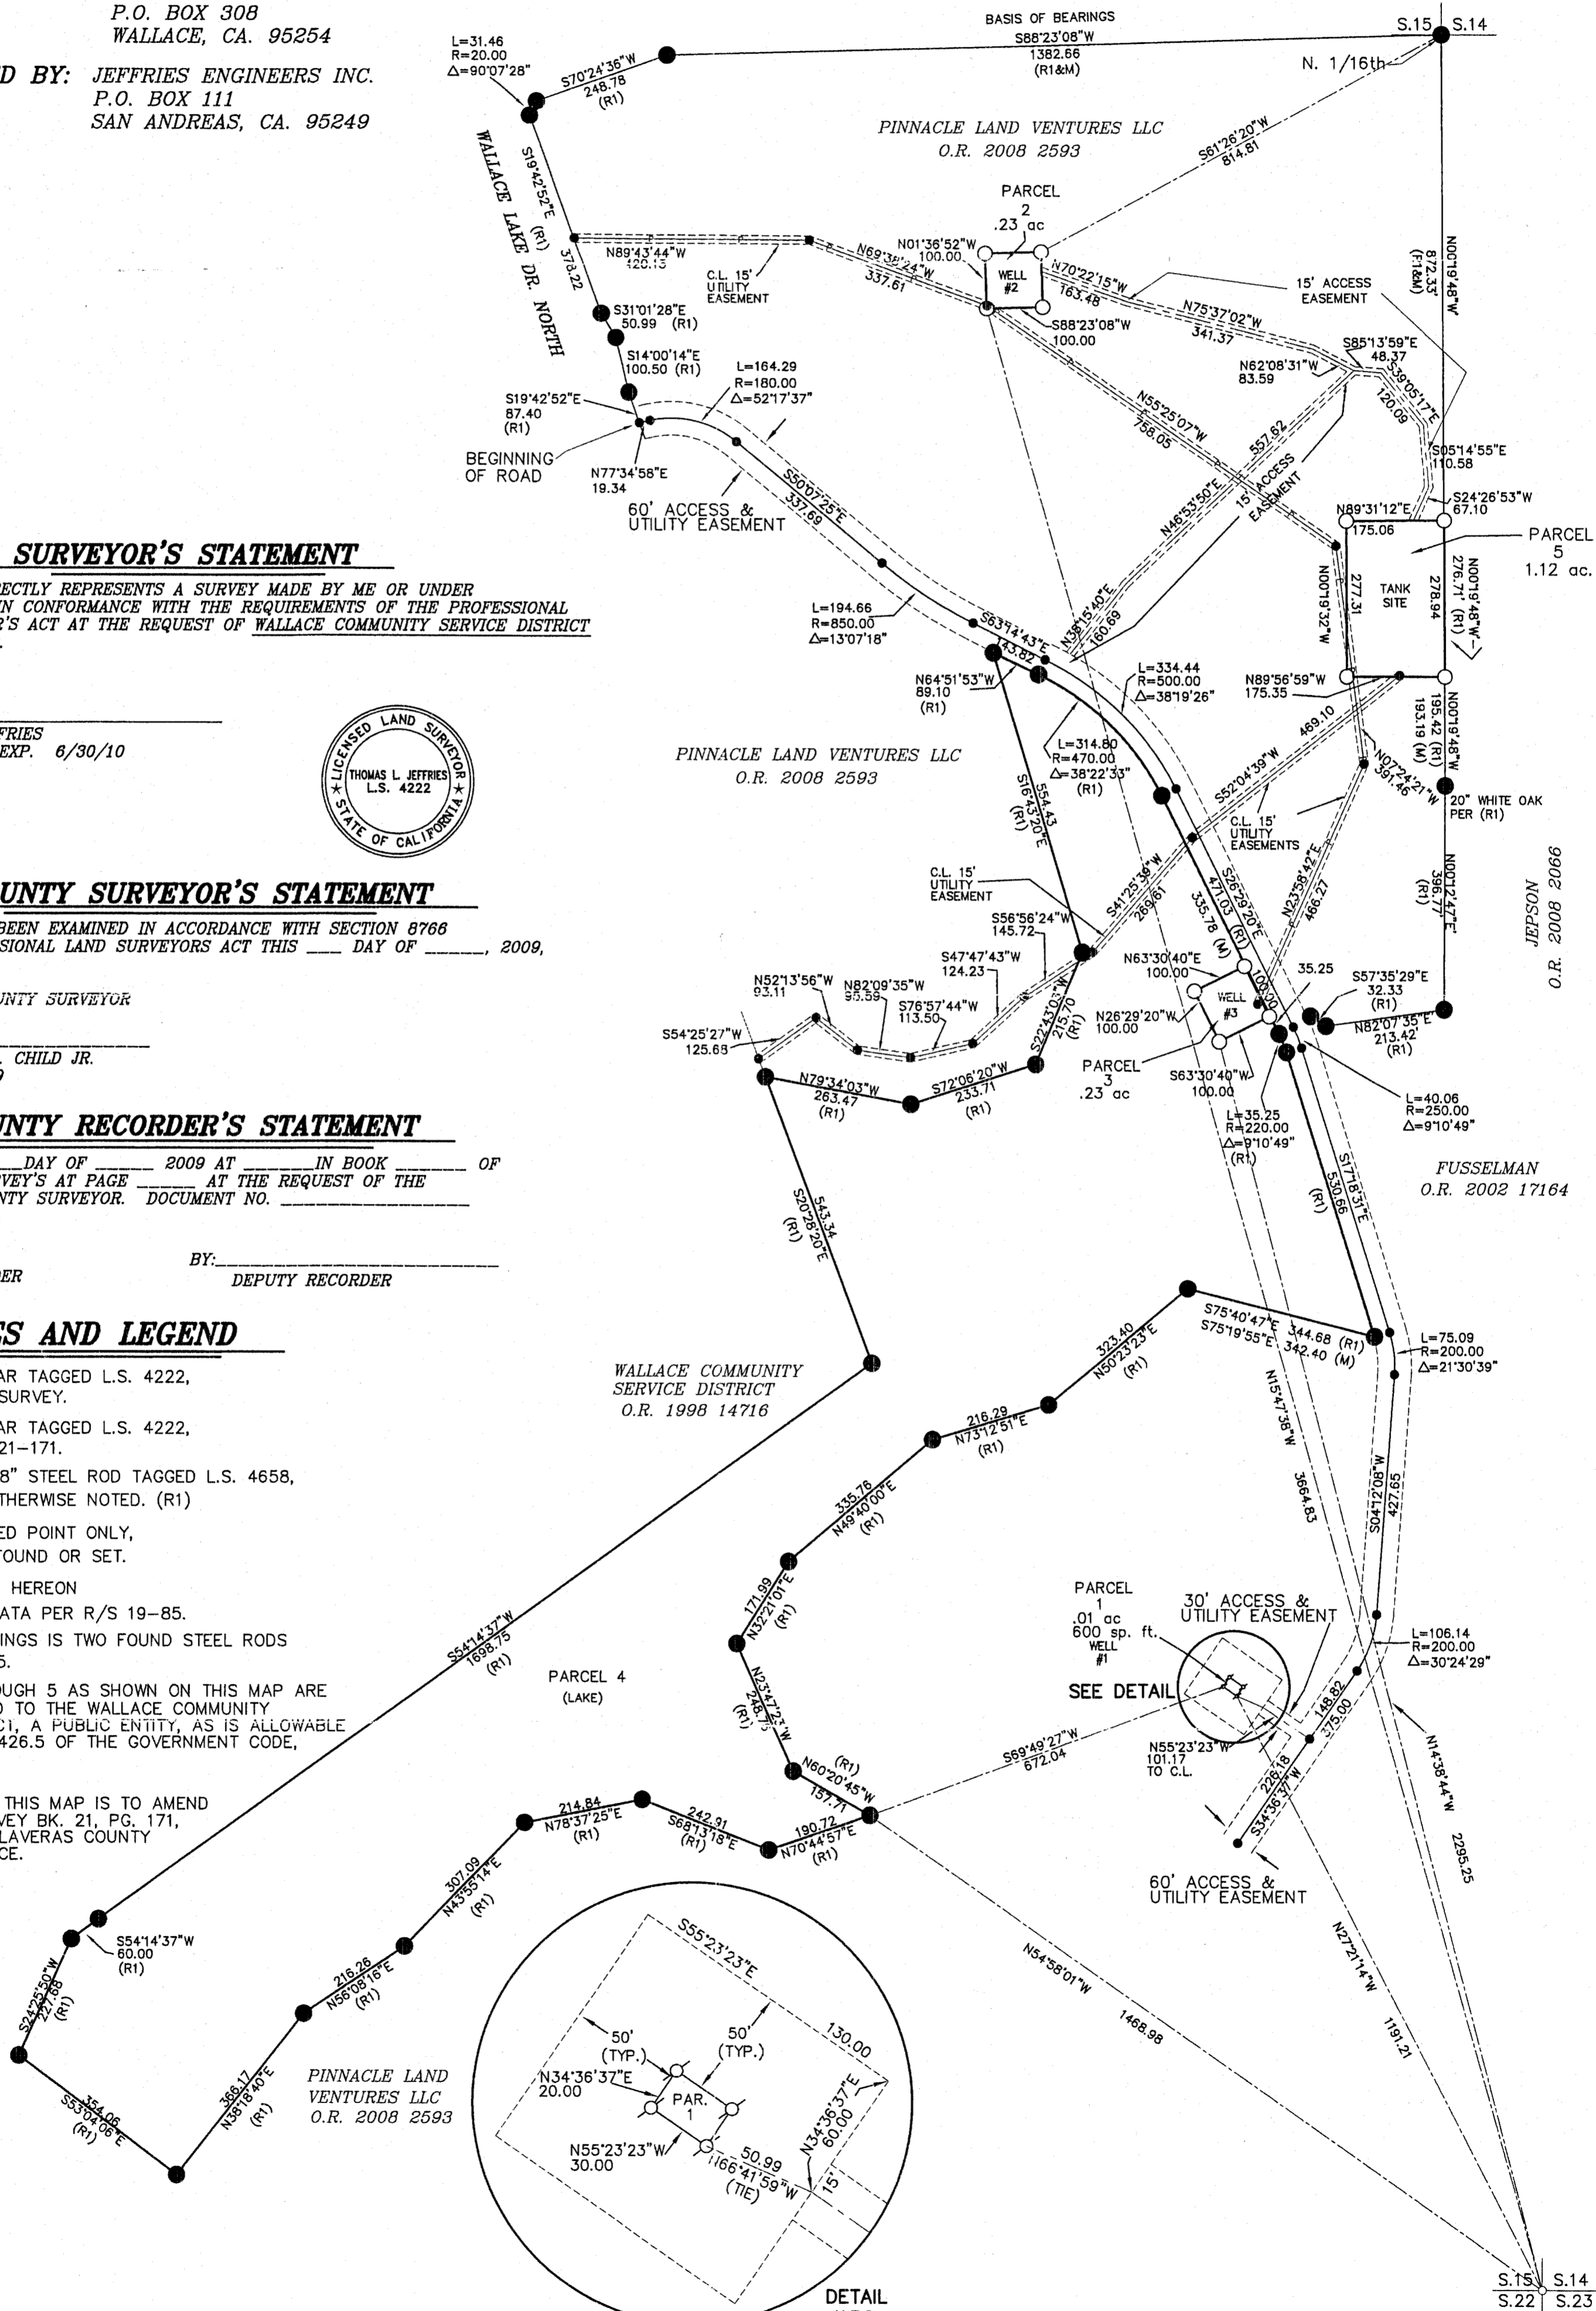 P.O. BOX 308
WALLACE, CA. 95254
D BY: JEFFRIES ENGINEERS INC.
P.O. BOX 111
SAN ANDREAS, CA. 95249
L=31.46
R=20.00
Δ=90°07'28"
S70°24'36"W
248.78
(R1)
BASIS OF BEARINGS
S88°23'08"W
1382.66
(R1&M)
S.15 S.14
N. 1/16th
PINNACLE LAND VENTURES LLC
O.R. 2008 2593
S61°26'20"W
814.81
WALLACE LAKE DR. NORTH
S19°42'52"E
(R1)
378.22
PARCEL
2
.23 ac
N01°36'52"W
100.00
WELL
#2
N89°43'44"W
420.15
C.L. 15'
UTILITY
EASEMENT
N69°38'24"W
337.61
N70°22'15"W
163.48
15' ACCESS
EASEMENT
N00°19'48"W
872.33'
(F1&M)
S88°23'08"W
100.00
N75°37'02"W
341.37
S31°01'28"E
50.99 (R1)
S14°00'14"E
100.50 (R1)
S85°13'59"E
48.37
N62°08'31"W
83.59
S39°05'17"E
120.09
L=164.29
R=180.00
Δ=52°17'37"
S19°42'52"E
87.40
(R1)
BEGINNING
OF ROAD
N77°34'58"E
19.34
N55°25'07"W
758.05
557.62
N46°53'50"E
15' ACCESS
EASEMENT
S05°14'55"E
110.58
S24°26'53"W
67.10
60' ACCESS &
UTILITY EASEMENT
S50°07'25"E
337.69
N89°31'12"E
175.06
PARCEL
5
1.12 ac.
TANK
SITE
N00°19'32"W
277.31
278.94
N00°19'48"W
276.71' (R1)
SURVEYOR'S STATEMENT
RECTLY REPRESENTS A SURVEY MADE BY ME OR UNDER
IN CONFORMANCE WITH THE REQUIREMENTS OF THE PROFESSIONAL
R'S ACT AT THE REQUEST OF WALLACE COMMUNITY SERVICE DISTRICT
L=194.66
R=850.00
Δ=13°07'18"
S63°14'43"E
143.82
N38°15'40"E
160.69
N64°51'53"W
89.10
(R1)
L=334.44
R=500.00
Δ=38°19'26"
N89°56'59"W
175.35
N00°19'48"W
195.42 (R1)
193.19 (M)
FRIES
EXP. 6/30/10
LICENSED LAND SURVEYOR
THOMAS L. JEFFRIES
L.S. 4222
STATE OF CALIFORNIA
PINNACLE LAND VENTURES LLC
O.R. 2008 2593
L=314.80
R=470.00
Δ=38°22'33"
(R1)
554.43
S16°43'20"E
(R1)
469.10
S52°04'39"W
N07°24'21"W
391.46
20" WHITE OAK
PER (R1)
C.L. 15'
UTILITY
EASEMENTS
UNTY SURVEYOR'S STATEMENT
BEEN EXAMINED IN ACCORDANCE WITH SECTION 8766
SIONAL LAND SURVEYORS ACT THIS ____ DAY OF ______, 2009,
UNTY SURVEYOR
. CHILD JR.
9
C.L. 15'
UTILITY
EASEMENT
S41°25'39"W
269.61
471.03 (R1)
335.78 (M)
S26°29'20"E
N23°58'42"E
466.27
N00°12'47"E
396.77'
(R1)
JEPSON
O.R. 2008 2066
S56°56'24"W
145.72
S47°47'43"W
124.23
N63°30'40"E
100.00
N52°13'56"W
93.11
N82°09'35"W
95.59
S76°57'44"W
113.50
S54°25'27"W
125.68
S22°43'03"W
215.70
(R1)
N26°29'20"W
100.00
WELL
#3
100.00
35.25
S57°35'29"E
32.33
(R1)
N82°07'35"E
213.42
(R1)
N79°34'03"W
263.47
(R1)
S72°06'20"W
233.71
(R1)
PARCEL
3
.23 ac
S63°30'40"W
100.00
L=35.25
R=220.00
Δ=9°10'49"
(R1)
L=40.06
R=250.00
Δ=9°10'49"
UNTY RECORDER'S STATEMENT
___DAY OF ______ 2009 AT ______IN BOOK ______ OF
VEY'S AT PAGE _____ AT THE REQUEST OF THE
NTY SURVEYOR. DOCUMENT NO. ________________
BY:________________________
DER
DEPUTY RECORDER
FUSSELMAN
O.R. 2002 17164
543.34
S20°28'20"E
(R1)
S17°18'31"E
530.66
(R1)
ES AND LEGEND
AR TAGGED L.S. 4222,
SURVEY.
AR TAGGED L.S. 4222,
21-171.
8" STEEL ROD TAGGED L.S. 4658,
THERWISE NOTED. (R1)
ED POINT ONLY,
FOUND OR SET.
HEREON
ATA PER R/S 19-85.
INGS IS TWO FOUND STEEL RODS
5.
OUGH 5 AS SHOWN ON THIS MAP ARE
D TO THE WALLACE COMMUNITY
CT, A PUBLIC ENTITY, AS IS ALLOWABLE
426.5 OF THE GOVERNMENT CODE,
THIS MAP IS TO AMEND
VEY BK. 21, PG. 171,
LAVERAS COUNTY
CE.
WALLACE COMMUNITY
SERVICE DISTRICT
O.R. 1998 14716
S75°40'47"E 344.68 (R1)
S75°19'55"E 342.40 (M)
323.40
N50°23'23"E
(R1)
L=75.09
R=200.00
Δ=21°30'39"
216.29
N73°12'51"E
(R1)
N15°47'38"W
3664.83
335.76
N49°40'00"E
(R1)
S04°12'08"W
427.65
171.99
N32°21'01"E
(R1)
S54°14'37"W
1698.75
(R1)
PARCEL 4
(LAKE)
N23°47'23"W
248.75
(R1)
PARCEL
1
.01 ac
600 sp. ft.
WELL
#1
30' ACCESS &
UTILITY EASEMENT
SEE DETAIL
L=106.14
R=200.00
Δ=30°24'29"
148.82
375.00
226.18
S34°36'37"W
N55°23'23"W
101.17
TO C.L.
S69°49'27"W
672.04
(R1)
N60°20'45"W
157.71
214.84
N78°37'25"E
(R1)
242.91
S68°13'18"E
(R1)
190.72
N70°44'57"E
(R1)
307.09
N43°55'14"E
(R1)
N14°38'44"W
2295.25
60' ACCESS &
UTILITY EASEMENT
S54°14'37"W
60.00
(R1)
S24°25'50"W
227.68
(R1)
216.26
N56°08'16"E
(R1)
N54°58'01"W
1468.98
N27°21'14"W
1191.21
366.17
N38°18'40"E
(R1)
354.06
S53°04'06"E
(R1)
PINNACLE LAND
VENTURES LLC
O.R. 2008 2593
S55°23'23"E
130.00
50'
(TYP.)
50'
(TYP.)
N34°36'37"E
20.00
PAR.
1
N34°36'37"E
60.00
N55°23'23"W
30.00
50.99
N66°41'59"W
(TIE)
15'
DETAIL
S.15 S.14
S.22 S.23